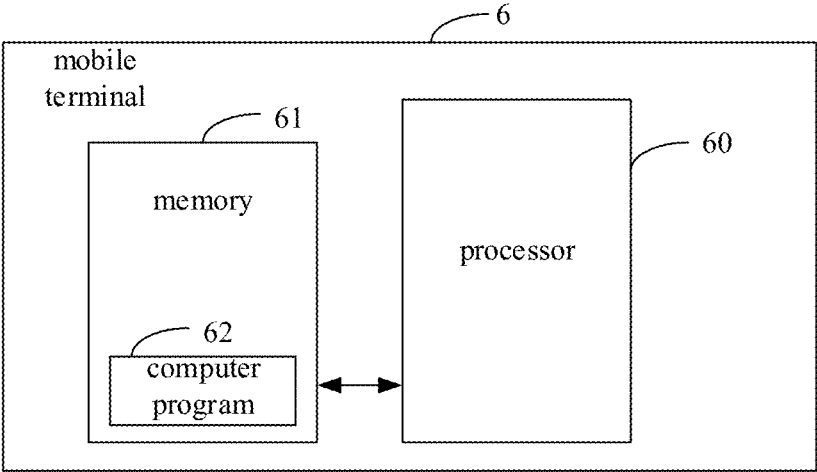 6
mobile
terminal
61
60
memory
processor
62
computer
program